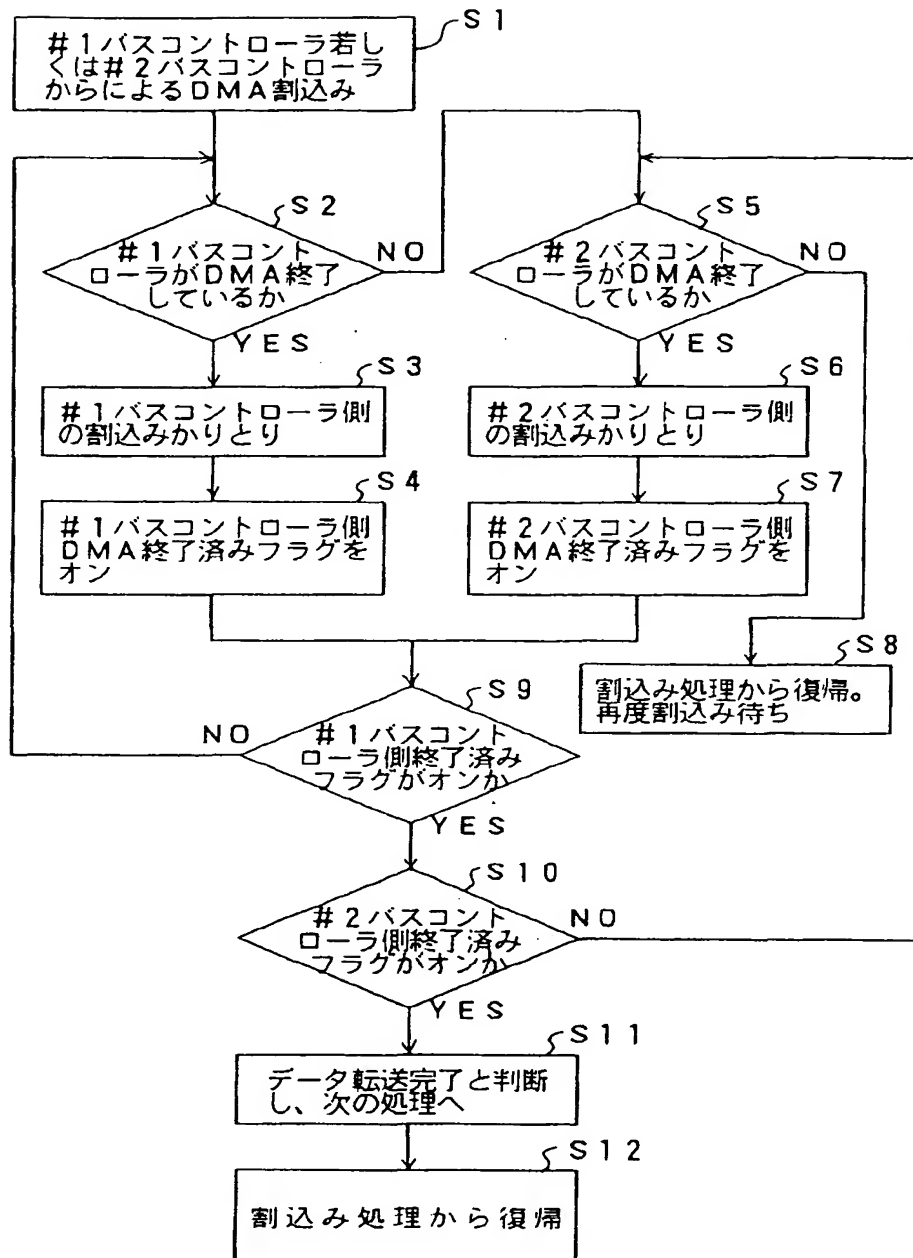 S1
#1バスコントローラ若し
くは#2バスコントローラ
からによるDMA割込み
S2
#1バスコント
ローラがDMA終了
しているか
NO
YES
S3
#1バスコントローラ側
の割込みかりとり
S4
#1バスコントローラ側
DMA終了済みフラグを
オン
S5
#2バスコント
ローラがDMA終了
しているか
NO
YES
S6
#2バスコントローラ側
の割込みかりとり
S7
#2バスコントローラ側
DMA終了済みフラグを
オン
S8
割込み処理から復帰。
再度割込み待ち
S9
#1バスコント
ローラ側終了済み
フラグがオンか
NO
YES
S10
#2バスコント
ローラ側終了済み
フラグがオンか
NO
YES
S11
データ転送完了と判断
し、次の処理へ
S12
割込み処理から復帰